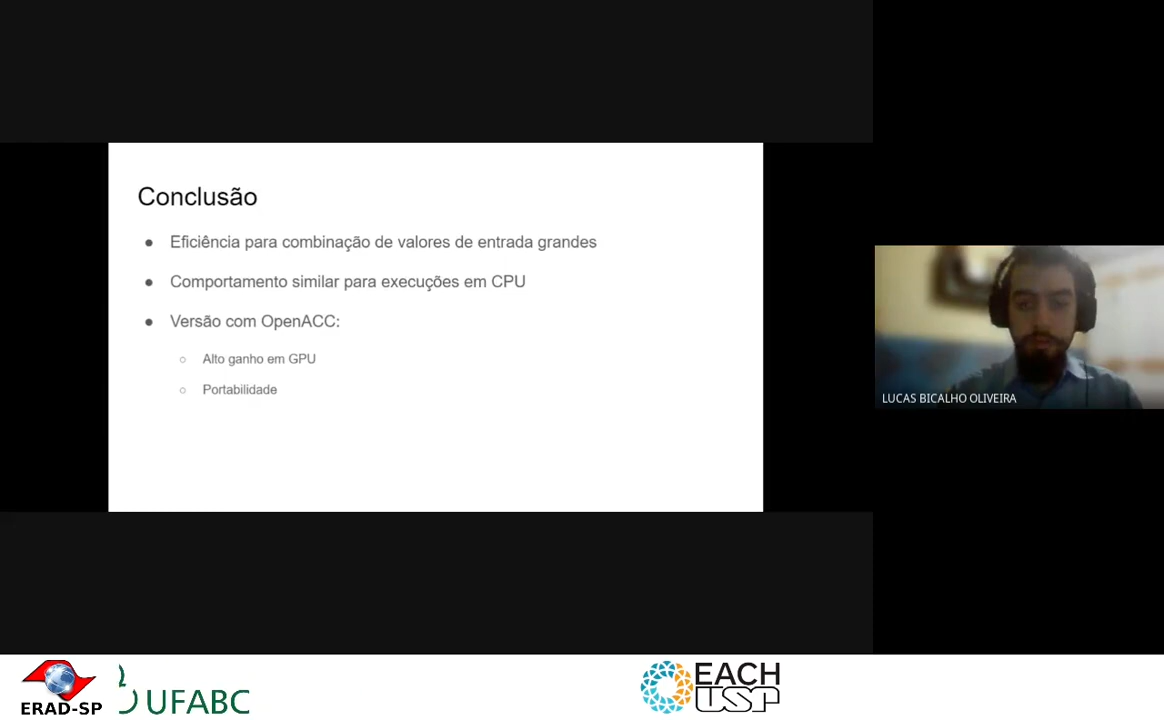 Conclusão
● Eficiência para combinação de valores de entrada grandes
● Comportamento similar para execuções em CPU
● Versão com OpenACC:
○ Alto ganho em GPU
○ Portabilidade
LUCAS BICALHO OLIVEIRA
ERAD-SP
UFABC
EACH
USP